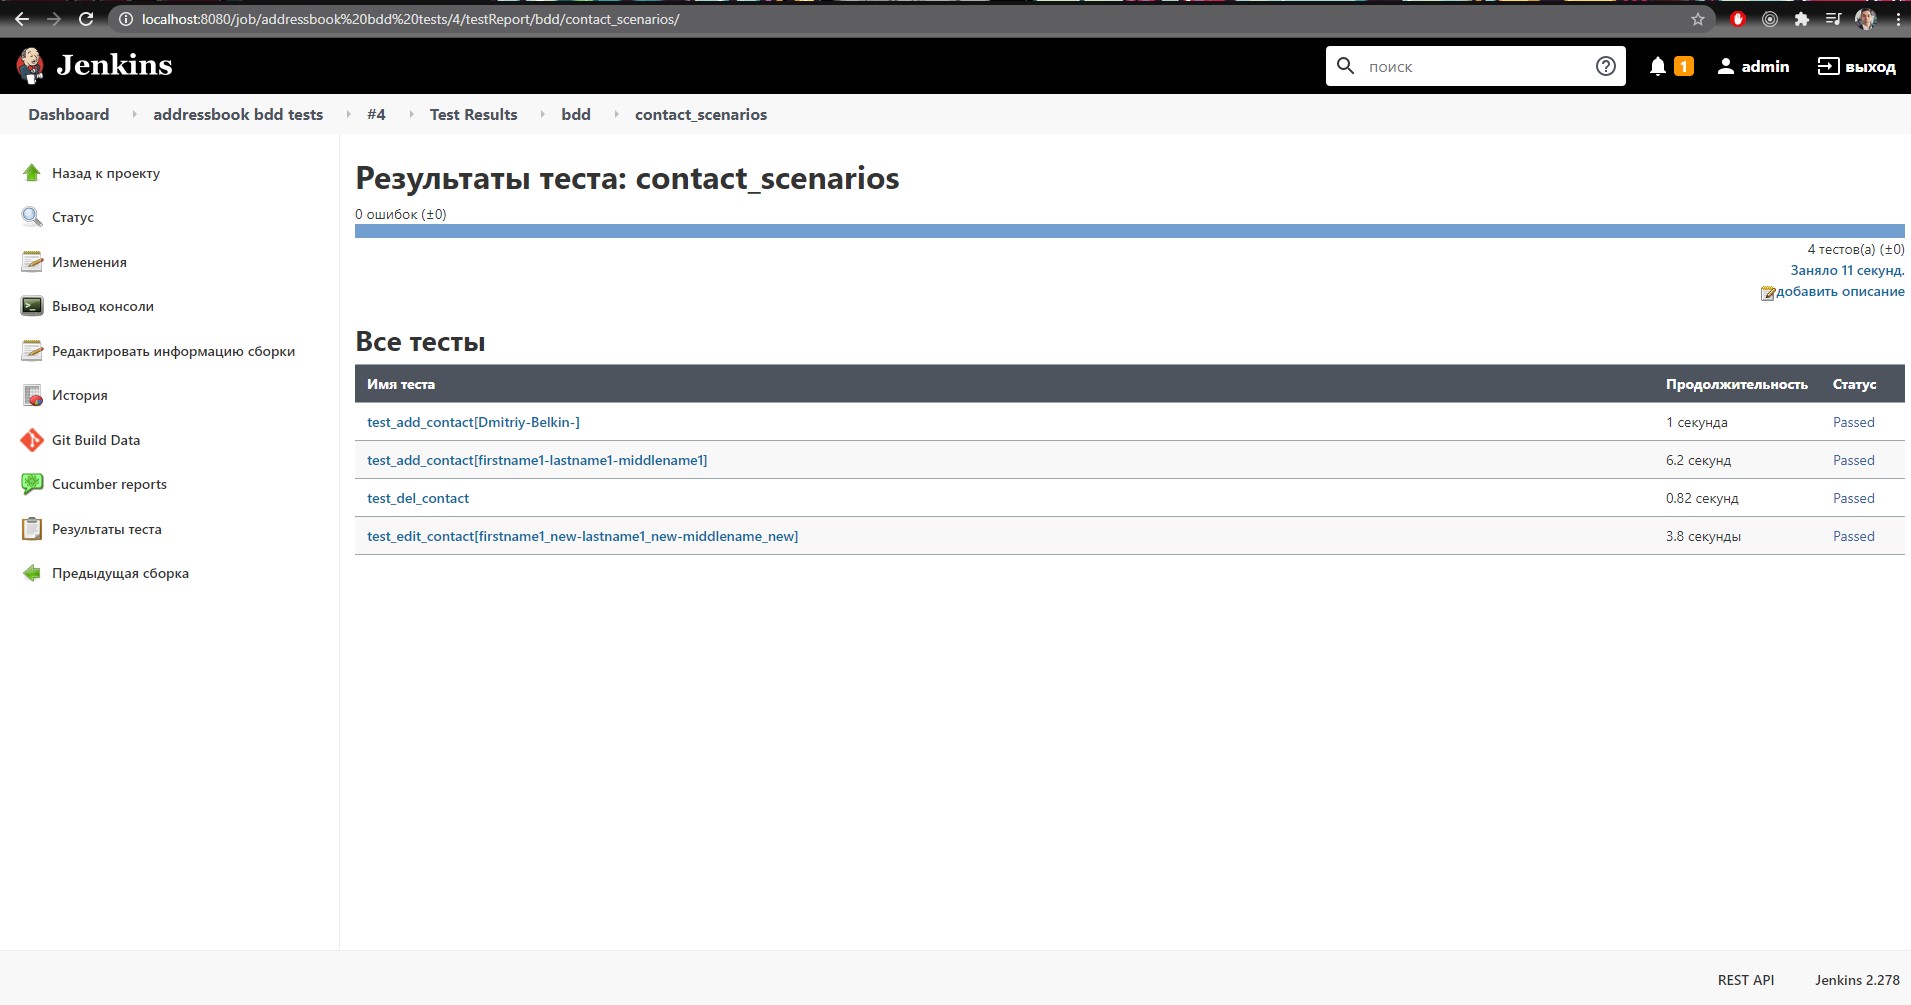 localhost:8080/job/addressbook%20bdd%20tests/4/testReport/bdd/contact_scenarios/
Jenkins
поиск
1
admin
выход
Dashboard addressbook bdd tests #4 Test Results bdd contact_scenarios
Назад к проекту
Статус
Изменения
Вывод консоли
Редактировать информацию сборки
История
Git Build Data
Cucumber reports
Результаты теста
Предыдущая сборка
Результаты теста: contact_scenarios
0 ошибок (±0)
4 тестов(а) (±0)
Заняло 11 секунд.
добавить описание
Все тесты
Имя теста Продолжительность Статус
test_add_contact[Dmitriy-Belkin-] 1 секунда Passed
test_add_contact[firstname1-lastname1-middlename1] 6.2 секунд Passed
test_del_contact 0.82 секунд Passed
test_edit_contact[firstname1_new-lastname1_new-middlename_new] 3.8 секунды Passed
REST API Jenkins 2.278